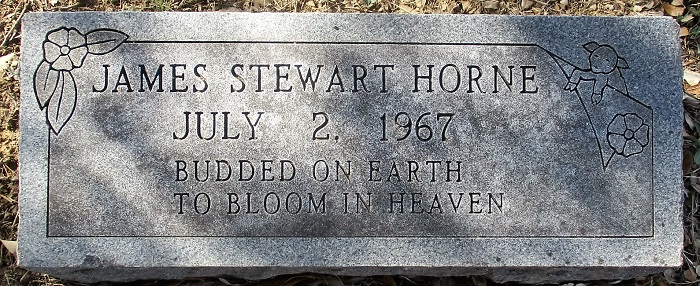 JAMES STEWART HORNE
JULY 2, 1967
BUDDED ON EARTH
TO BLOOM IN HEAVEN